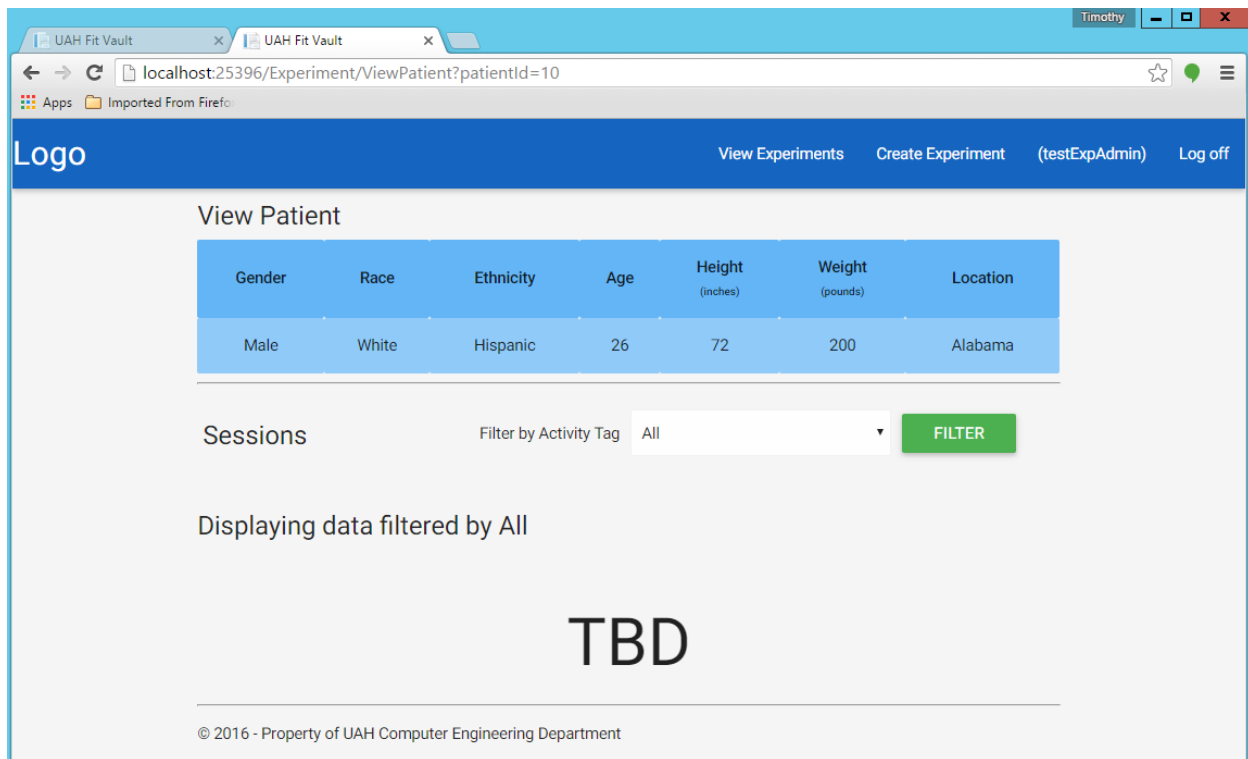 Timothy
UAH Fit Vault UAH Fit Vault
localhost:25396/Experiment/ViewPatient?patientId=10
Apps Imported From Firefo
Logo View Experiments Create Experiment (testExpAdmin) Log off
View Patient
Gender Race Ethnicity Age Height (inches) Weight (pounds) Location
Male White Hispanic 26 72 200 Alabama
Sessions Filter by Activity Tag All FILTER
Displaying data filtered by All
TBD
© 2016 - Property of UAH Computer Engineering Department